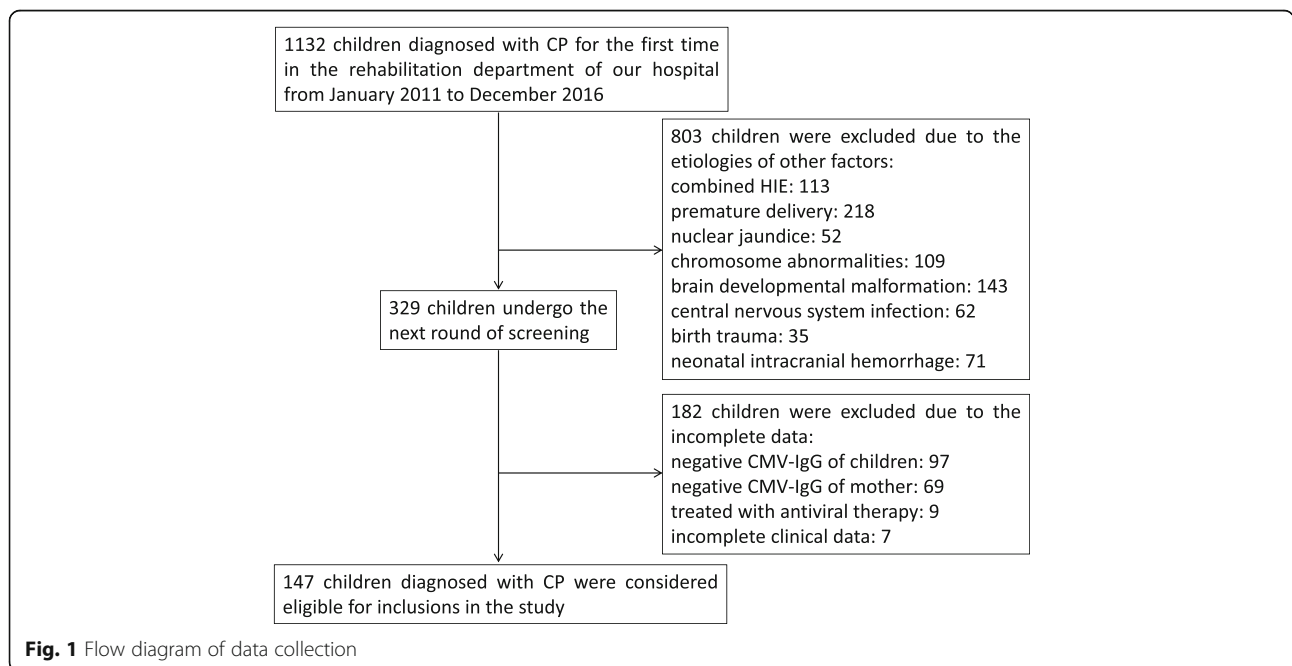 1132 children diagnosed with CP for the first time
in the rehabilitation department of our hospital
from January 2011 to December 2016
803 children were excluded due to the
etiologies of other factors:
combined HIE: 113
premature delivery: 218
nuclear jaundice: 52
chromosome abnormalities: 109
brain developmental malformation: 143
central nervous system infection: 62
birth trauma: 35
neonatal intracranial hemorrhage: 71
329 children undergo the
next round of screening
182 children were excluded due to the
incomplete data:
negative CMV-IgG of children: 97
negative CMV-IgG of mother: 69
treated with antiviral therapy: 9
incomplete clinical data: 7
147 children diagnosed with CP were considered
eligible for inclusions in the study
Fig. 1 Flow diagram of data collection